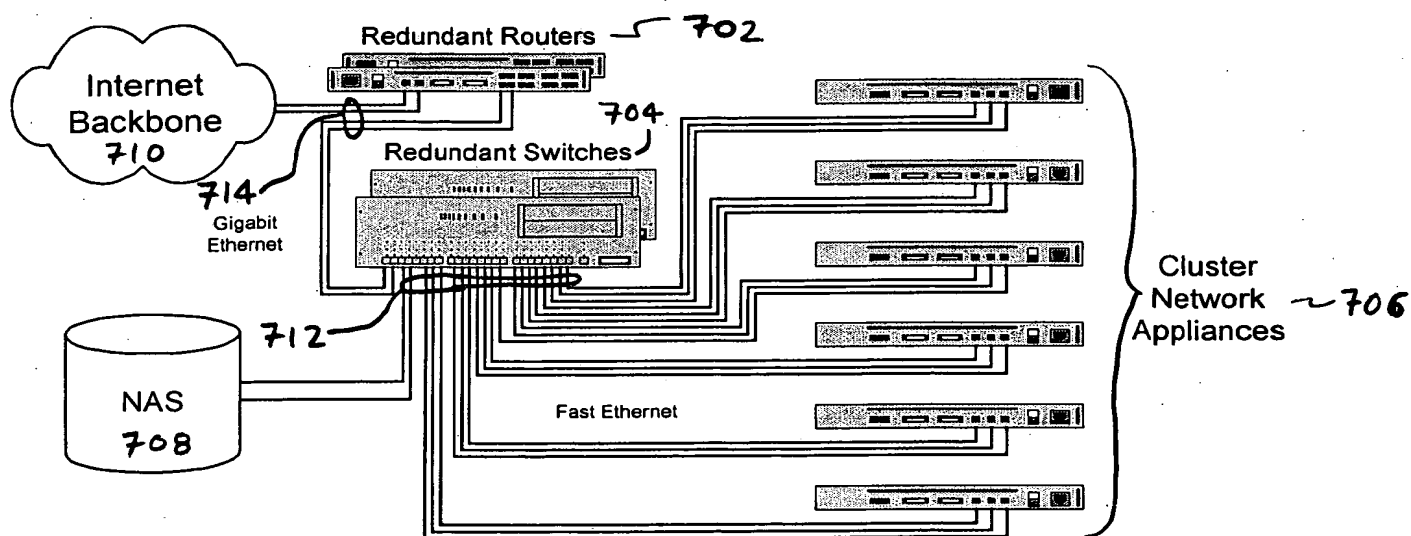 Redundant Routers 702
Internet
Backbone
710
714
Gigabit
Ethernet
704
Redundant Switches
712
NAS
708
Fast Ethernet
Cluster
Network
Appliances
706